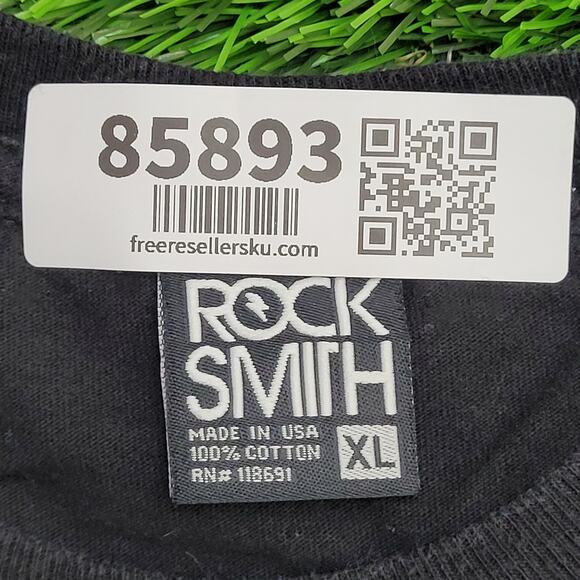 85893
freeresellersku.com
ROCK
SMITH
MADE IN USA
100% COTTON
RN# 118691
XL